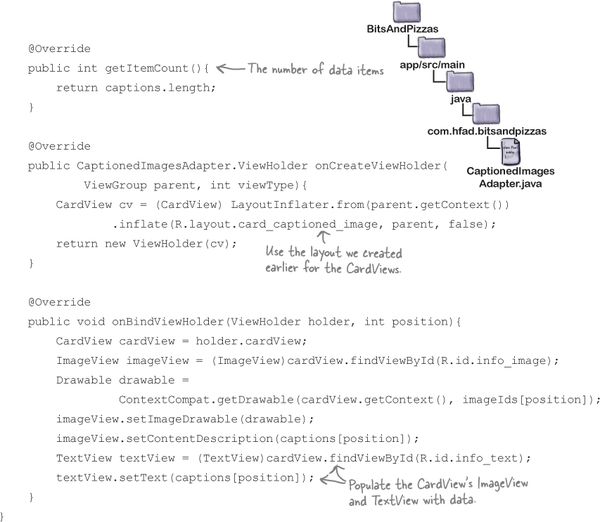 BitsAndPizzas
app/src/main
java
com.hfad.bitsandpizzas
CaptionedImages
Adapter.java
@Override
public int getItemCount(){
The number of data items
return captions.length;
}
@Override
public CaptionedImagesAdapter.ViewHolder onCreateViewHolder(
ViewGroup parent, int viewType){
CardView cv = (CardView) LayoutInflater.from(parent.getContext())
.inflate(R.layout.card_captioned_image, parent, false);
return new ViewHolder(cv);
Use the layout we created
earlier for the CardViews.
}
@Override
public void onBindViewHolder(ViewHolder holder, int position){
CardView cardView = holder.cardView;
ImageView imageView = (ImageView)cardView.findViewById(R.id.info_image);
Drawable drawable =
ContextCompat.getDrawable(cardView.getContext(), imageIds[position]);
imageView.setImageDrawable(drawable);
imageView.setContentDescription(captions[position]);
TextView textView = (TextView)cardView.findViewById(R.id.info_text);
textView.setText(captions[position]);
Populate the CardView's ImageView
and TextView with data.
}
}